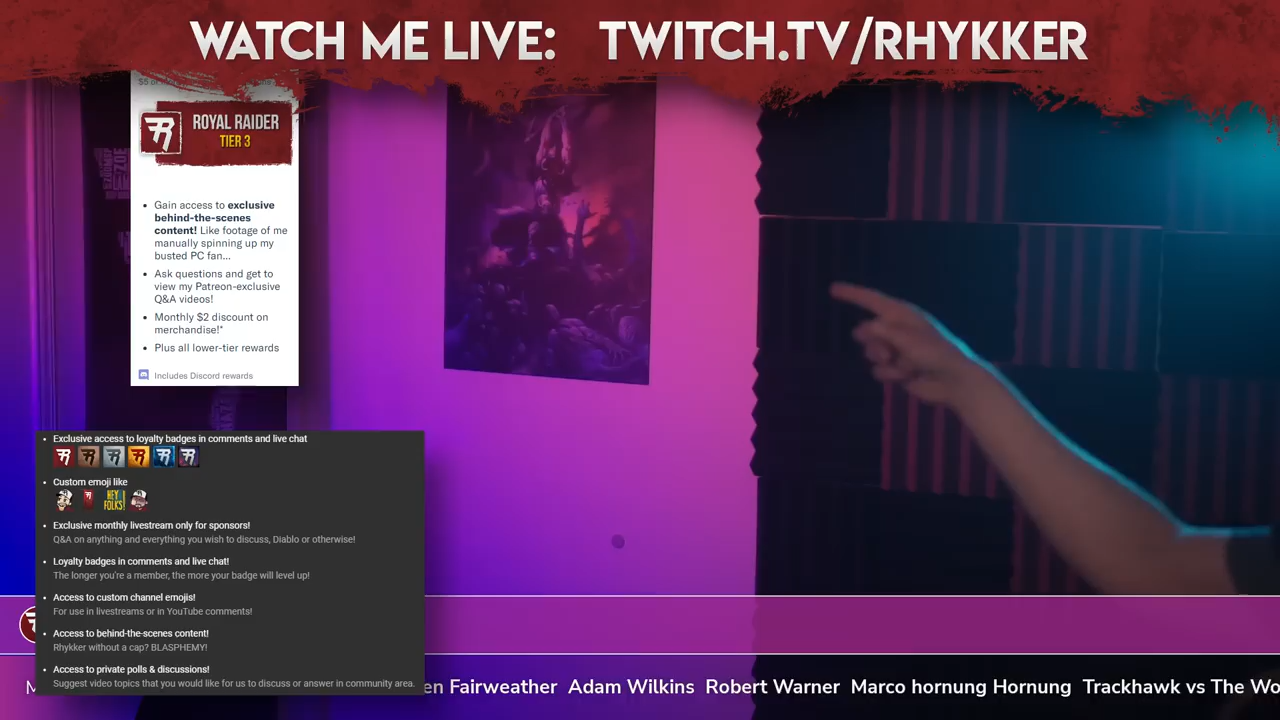 WATCH ME LIVE: TWITCH.TV/RHYKKER
ROYAL RAIDER
TIER 3
Gain access to exclusive
behind-the-scenes
content! Like footage of me
manually spinning up my
busted PC fan...
Ask questions and get to
view my Patreon-exclusive
Q&A videos!
Monthly $2 discount on
merchandise!*
Plus all lower-tier rewards
Includes Discord rewards
Exclusive access to loyalty badges in comments and live chat
Custom emoji like
HEY FOLKS!
Exclusive monthly livestream only for sponsors!
Q&A on anything and everything you wish to discuss, Diablo or otherwise!
Loyalty badges in comments and live chat!
The longer you're a member, the more your badge will level up!
Access to custom channel emojis!
For use in livestreams or in YouTube comments!
Access to behind-the-scenes content!
Rhykker without a cap? BLASPHEMY!
Access to private polls & discussions!
Suggest video topics that you would like for us to discuss or answer in community area.
en Fairweather Adam Wilkins Robert Warner Marco hornung Hornung Trackhawk vs The Wo